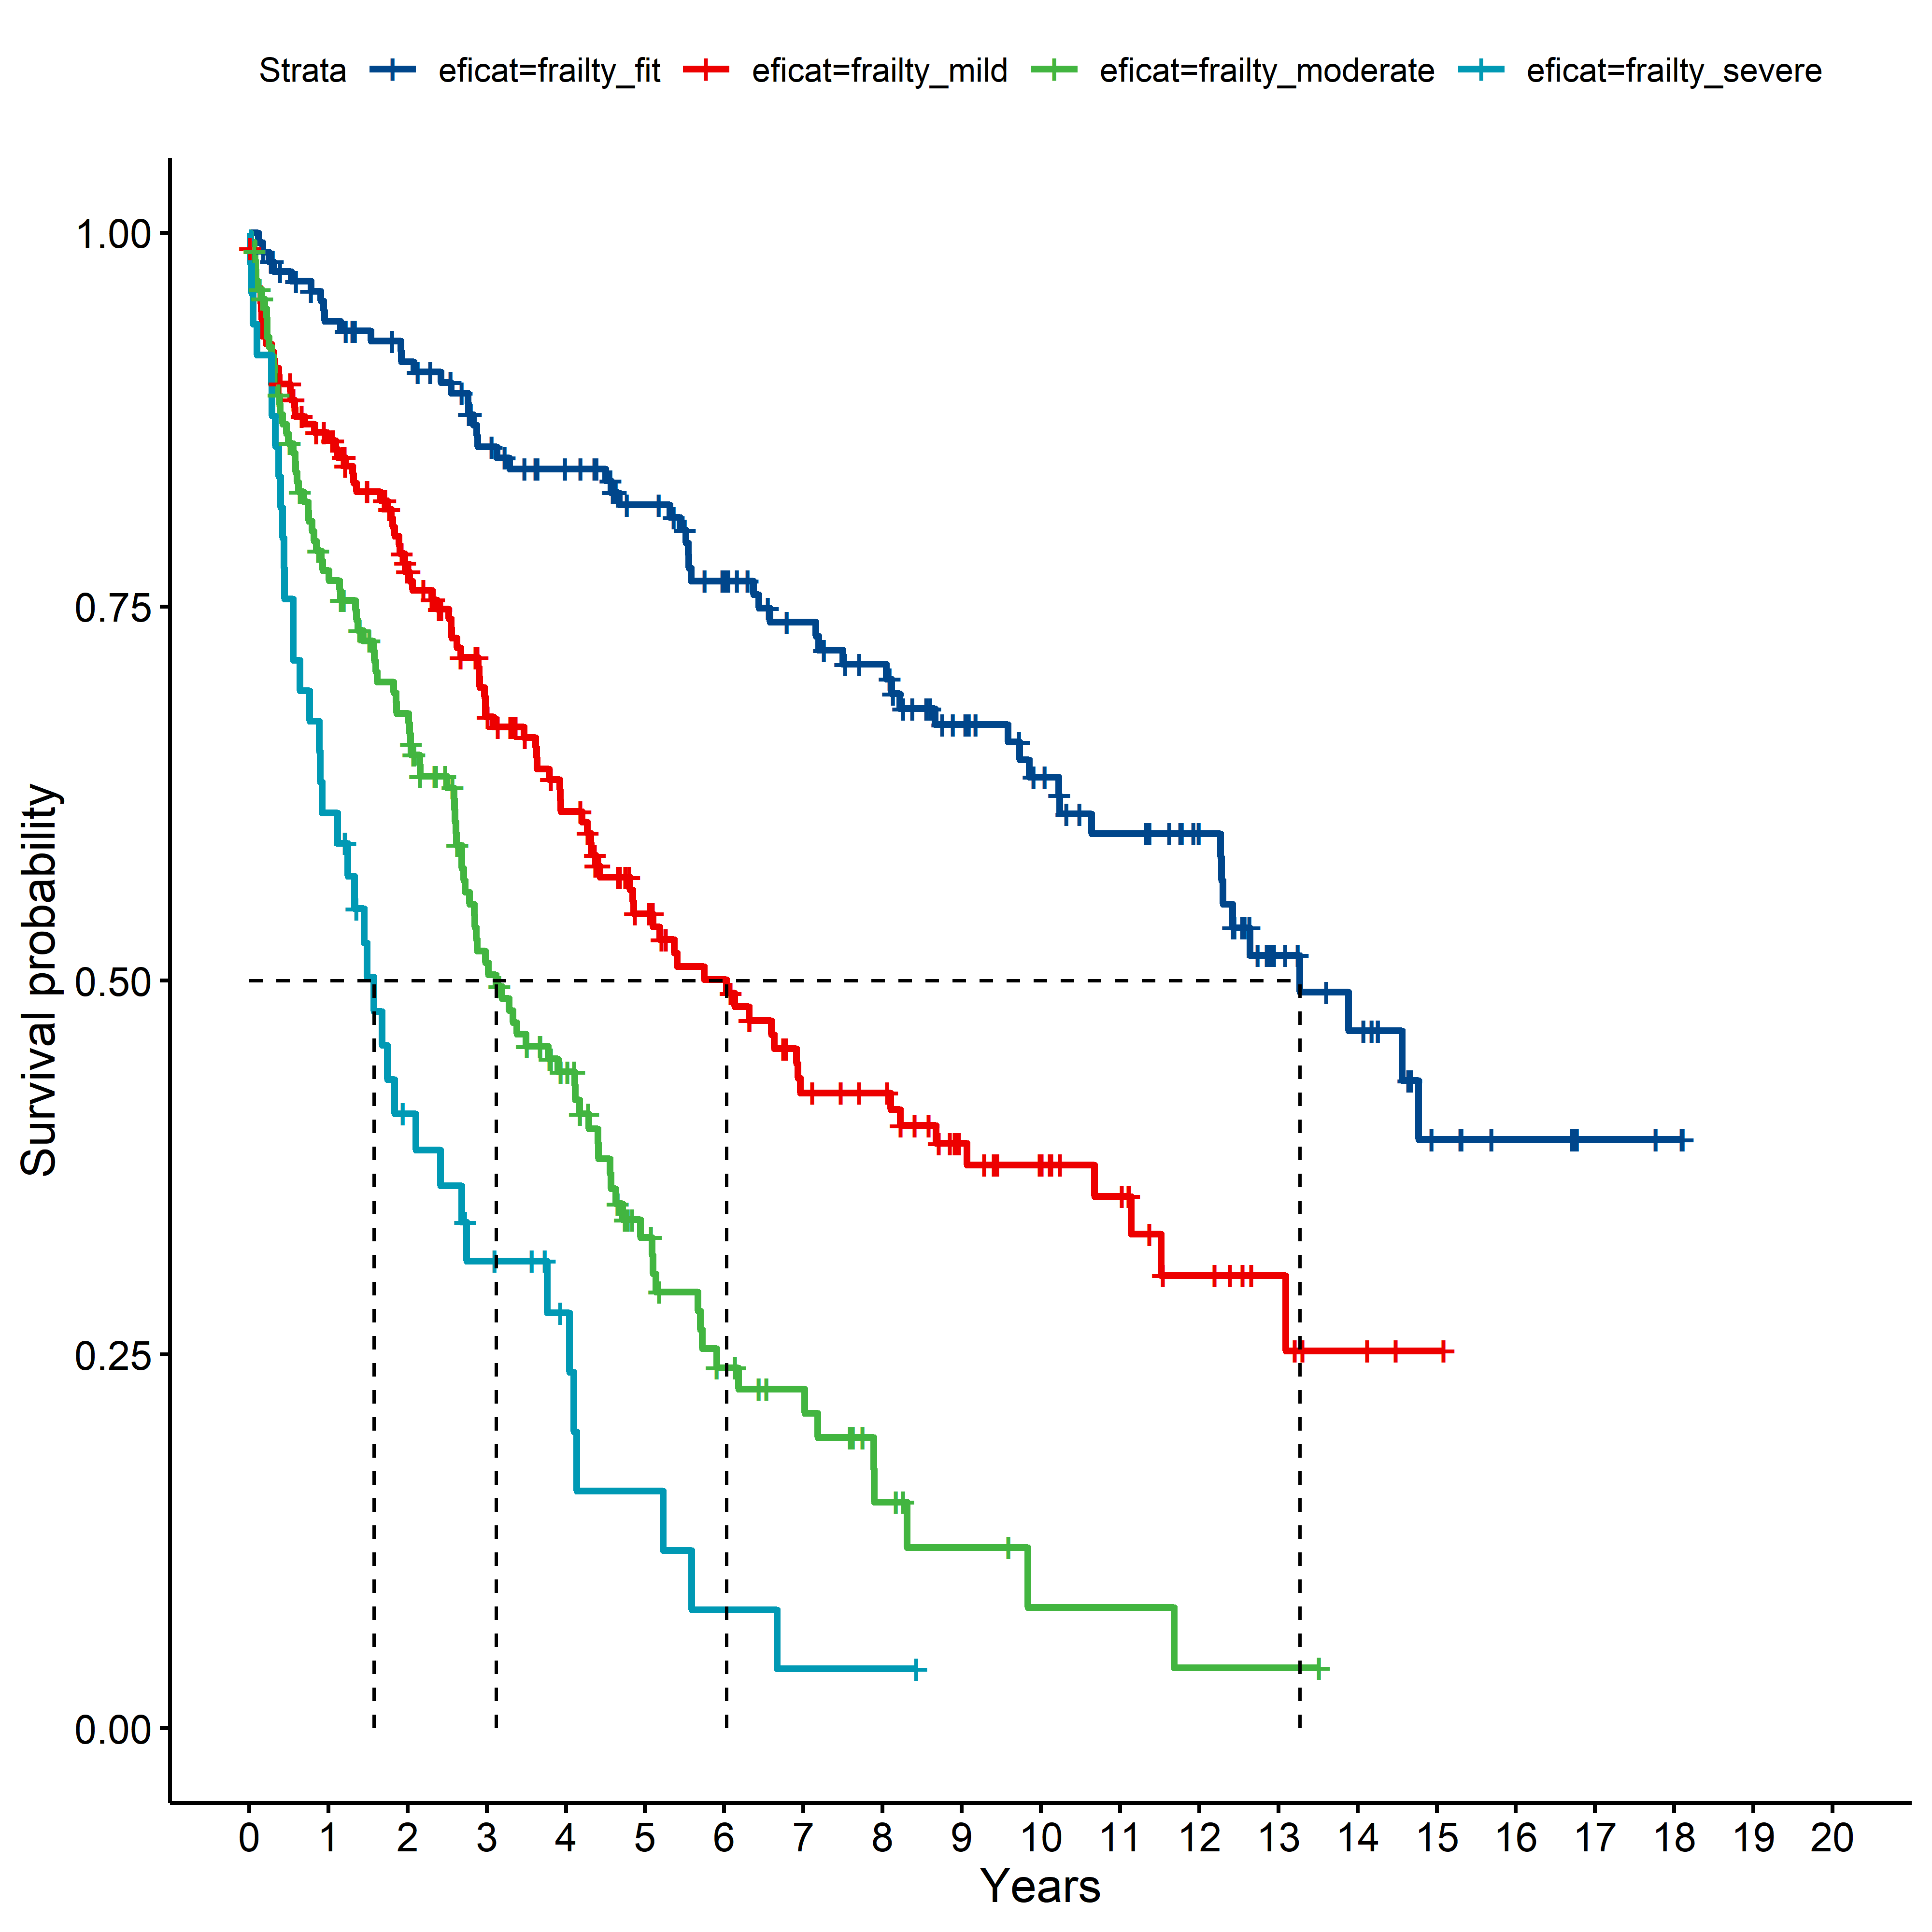 Strata eficat=frailty_fit eficat=frailty_mild eficat=frailty_moderate eficat=frailty_severe
1.00
0.75
0.50
0.25
0.00
Survival probability
0 1 2 3 4 5 6 7 8 9 10 11 12 13 14 15 16 17 18 19 20
Years